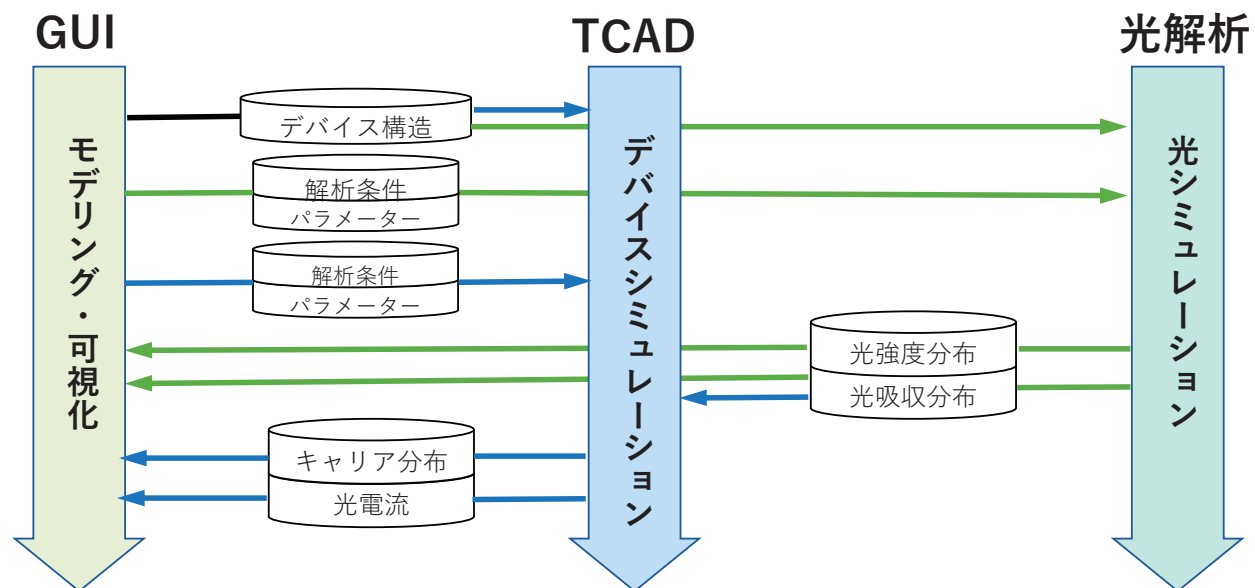 GUI
TCAD
光解析
モデリング・可視化
デバイスシミュレーション
光シミュレーション
デバイス構造
解析条件
パラメーター
解析条件
パラメーター
光強度分布
光吸収分布
キャリア分布
光電流